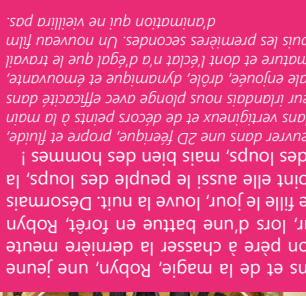 ns et de la magie, Robyn, une jeune
on père à chasser la dernière meute
r, lors d'une battue en forêt, Robyn
e fille le jour, louve la nuit. Désormais
oint elle aussi le peuple des loups, la
des loups, mais bien des hommes !
euvrer dans une 2D féerique, propre et fluide,
ans vertigineux et de décors peints à la main
ur irlandais nous plonge avec efficacité dans
ale enjouée, drôle, dynamique et émouvante,
mature et dont l'éclat n'a d'égal que le travail
puis les premières secondes. Un nouveau film
d'animation qui ne vieillira pas.